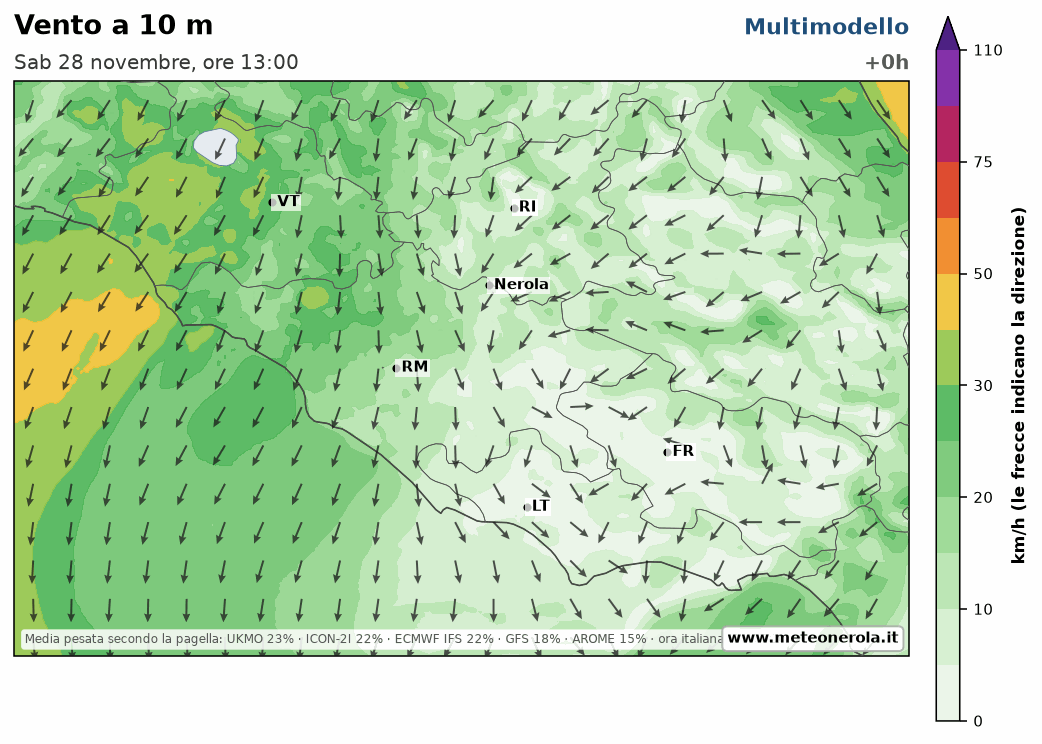 Vento a 10 m
Multimodello
Sab 28 novembre, ore 13:00
+0h
110
75
50
30
20
10
0
km/h (le frecce indicano la direzione)
VT
RI
Nerola
RM
FR
LT
Media pesata secondo la pagella: UKMO 23% · ICON-2I 22% · ECMWF IFS 22% · GFS 18% · AROME 15% · ora italiana
www.meteonerola.it